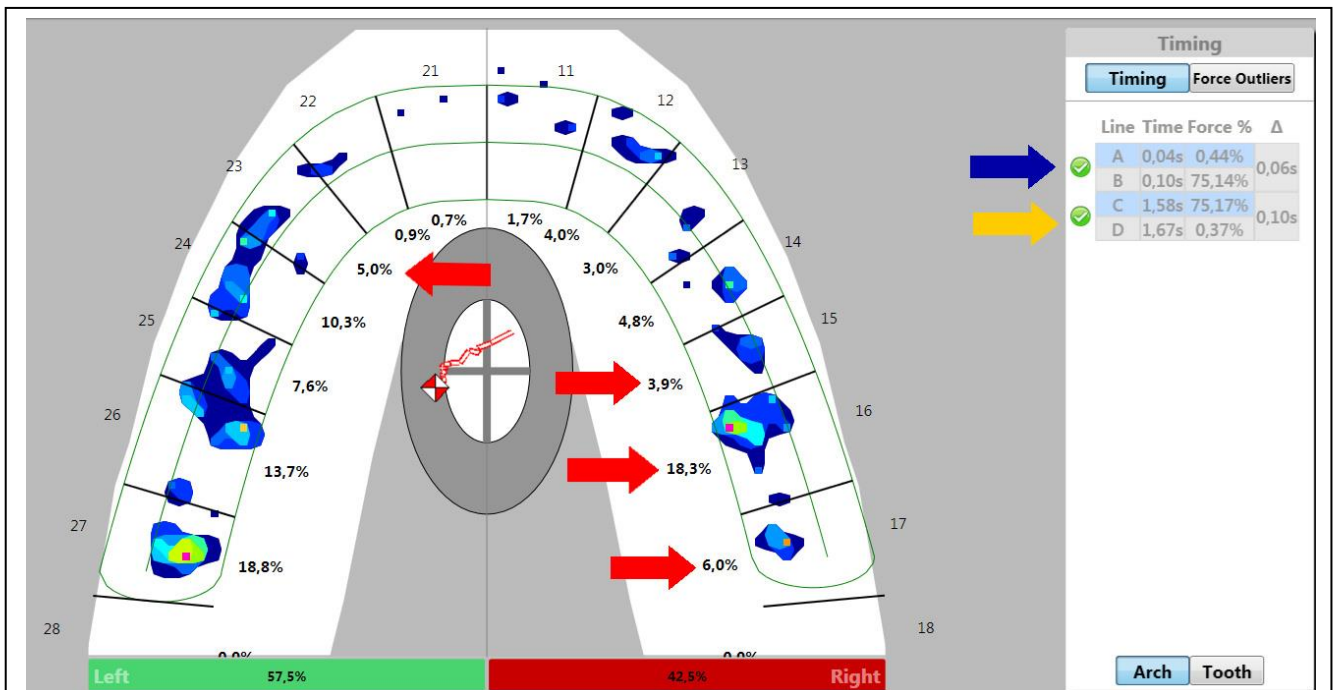 Timing
Timing Force Outliers
Line Time Force % Δ
A 0,04s 0,44% 0,06s
B 0,10s 75,14%
C 1,58s 75,17% 0,10s
D 1,67s 0,37%
21 11
22 12
23 13
24 14
25 15
26 16
27 17
28 18
0,7% 1,7%
0,9% 4,0%
5,0% 3,0%
10,3% 4,8%
7,6% 3,9%
13,7% 18,3%
18,8% 6,0%
0,0% 0,0%
Left 57,5% 42,5% Right
Arch Tooth